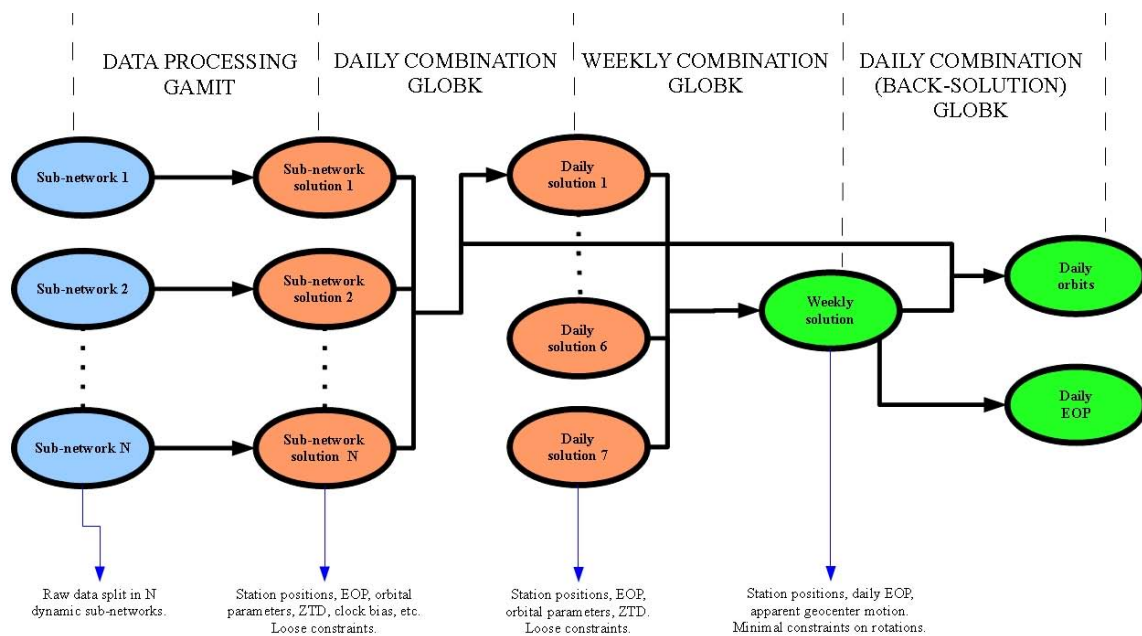 DATA PROCESSING
GAMIT
DAILY COMBINATION
GLOBK
WEEKLY COMBINATION
GLOBK
DAILY COMBINATION
(BACK-SOLUTION)
GLOBK
Sub-network 1
Sub-network
solution 1
Daily
solution 1
Sub-network 2
Sub-network
solution 2
Daily
solution 6
Weekly
solution
Daily
orbits
Sub-network N
Sub-network
solution N
Daily
solution 7
Daily
EOP
Raw data split in N
dynamic sub-networks.
Station positions, EOP, orbital
parameters, ZTD, clock bias, etc.
Loose constraints.
Station positions, EOP,
orbital parameters, ZTD.
Loose constraints.
Station positions, daily EOP,
apparent geocenter motion.
Minimal constraints on rotations.